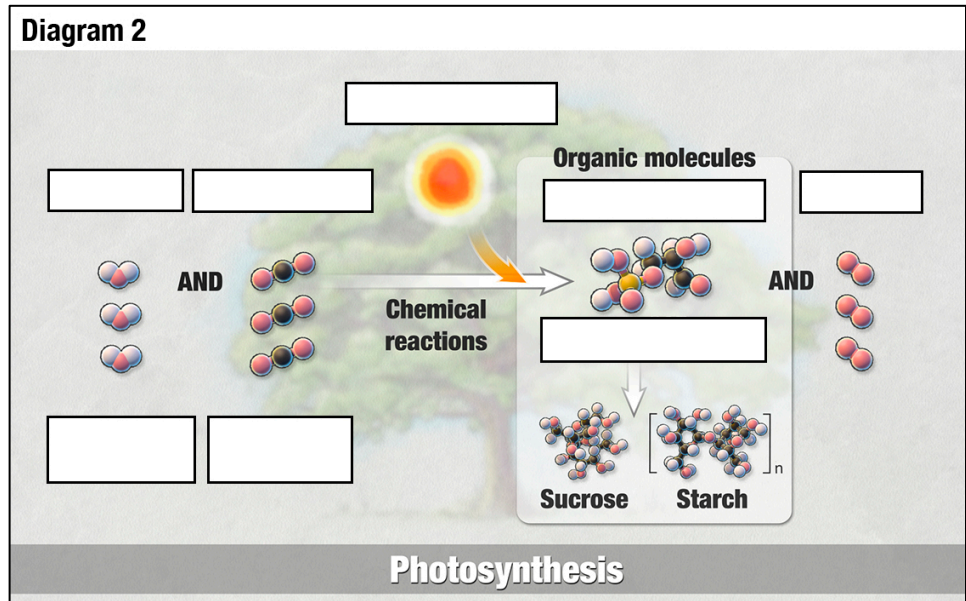 Diagram 2
Organic molecules
AND
AND
Chemical
reactions
n
Sucrose
Starch
Photosynthesis